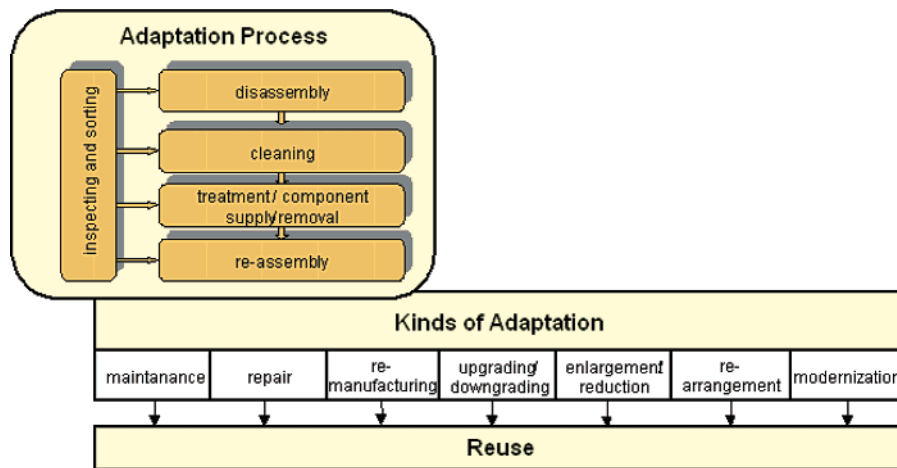 Adaptation Process
inspecting and sorting
disassembly
cleaning
treatment/ component
supply/removal
re-assembly
Kinds of Adaptation
maintanance
repair
re-
manufacturing
upgrading/
downgrading
enlargement/
reduction
re-
arrangement
modernization
Reuse